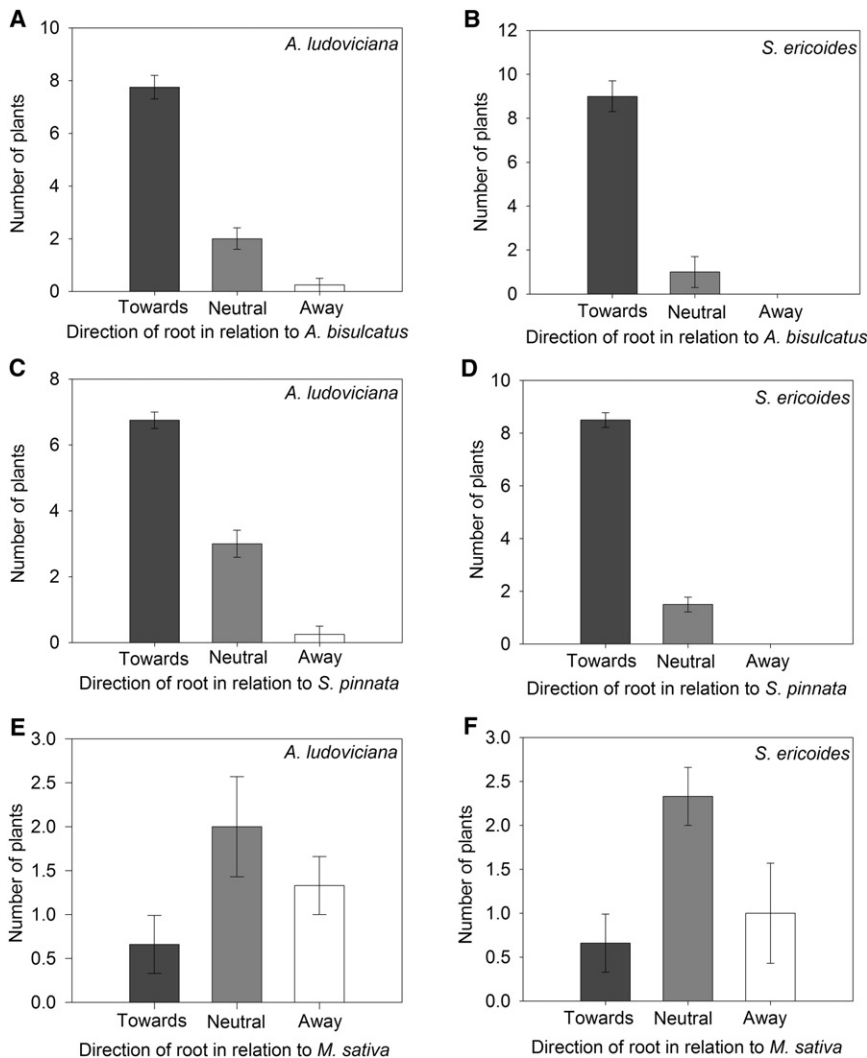 A
A. ludoviciana
Number of plants
8
6
4
2
0
Towards Neutral Away
Direction of root in relation to A. bisulcatus
B
S. ericoides
Number of plants
12
10
8
6
4
2
0
Towards Neutral Away
Direction of root in relation to A. bisulcatus
C
A. ludoviciana
Number of plants
8
6
4
2
0
Towards Neutral Away
Direction of root in relation to S. pinnata
D
S. ericoides
Number of plants
10
8
6
4
2
0
Towards Neutral Away
Direction of root in relation to S. pinnata
E
A. ludoviciana
Number of plants
3.0
2.5
2.0
1.5
1.0
0.5
0.0
Towards Neutral Away
Direction of root in relation to M. sativa
F
S. ericoides
Number of plants
3.0
2.5
2.0
1.5
1.0
0.5
0.0
Towards Neutral Away
Direction of root in relation to M. sativa